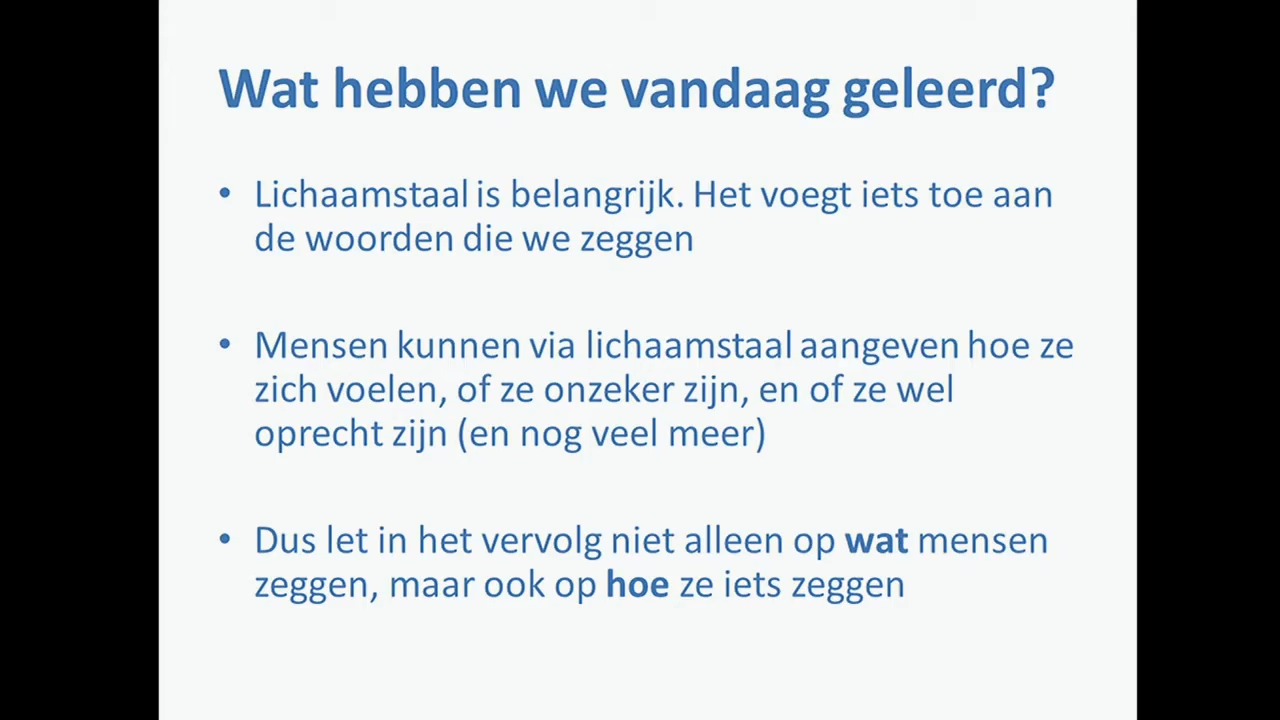 Wat hebben we vandaag geleerd?
• Lichaamstaal is belangrijk. Het voegt iets toe aan
de woorden die we zeggen
• Mensen kunnen via lichaamstaal aangeven hoe ze
zich voelen, of ze onzeker zijn, en of ze wel
oprecht zijn (en nog veel meer)
• Dus let in het vervolg niet alleen op wat mensen
zeggen, maar ook op hoe ze iets zeggen